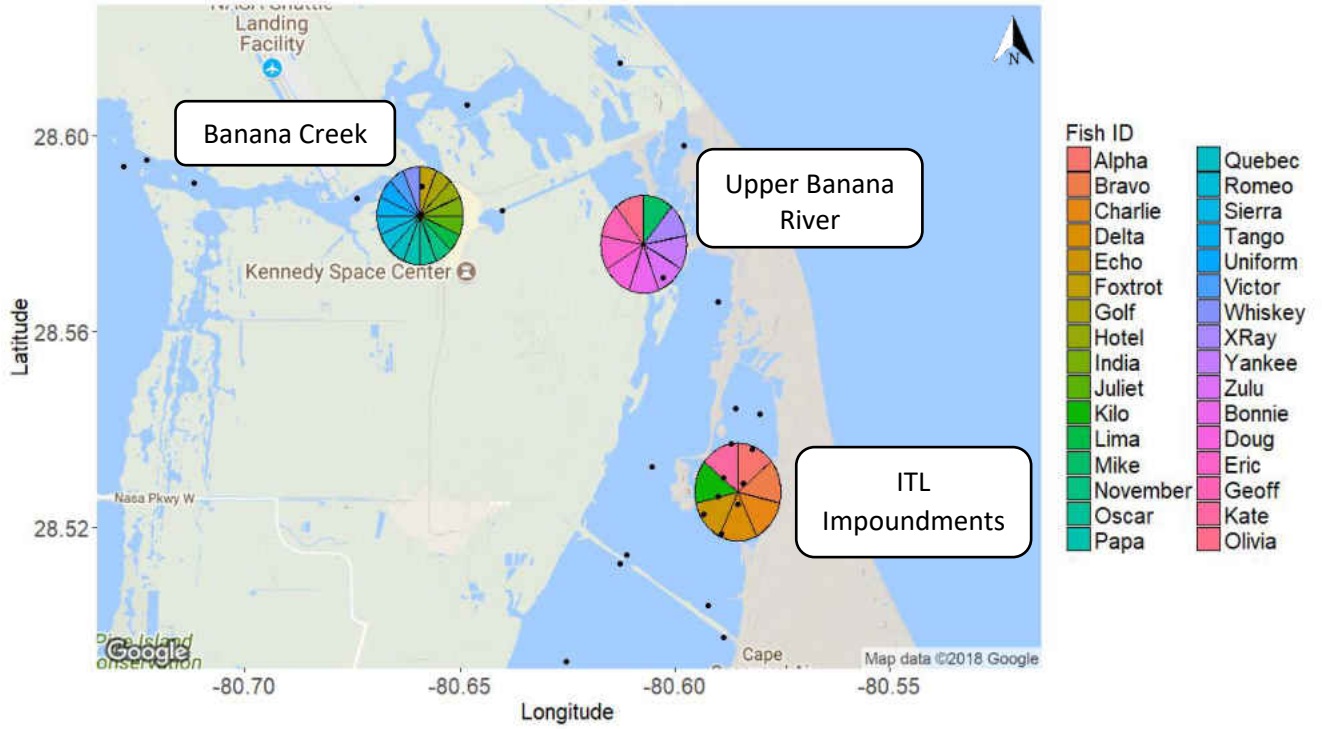 Landing
Facility
Banana Creek
Upper Banana
River
Kennedy Space Center
ITL
Impoundments
Nasa Pkwy W
Google
Cape
Map data ©2018 Google
28.60
28.56
28.52
Latitude
-80.70
-80.65
-80.60
-80.55
Longitude
N
Fish ID
Alpha
Bravo
Charlie
Delta
Echo
Foxtrot
Golf
Hotel
India
Juliet
Kilo
Lima
Mike
November
Oscar
Papa
Quebec
Romeo
Sierra
Tango
Uniform
Victor
Whiskey
XRay
Yankee
Zulu
Bonnie
Doug
Eric
Geoff
Kate
Olivia